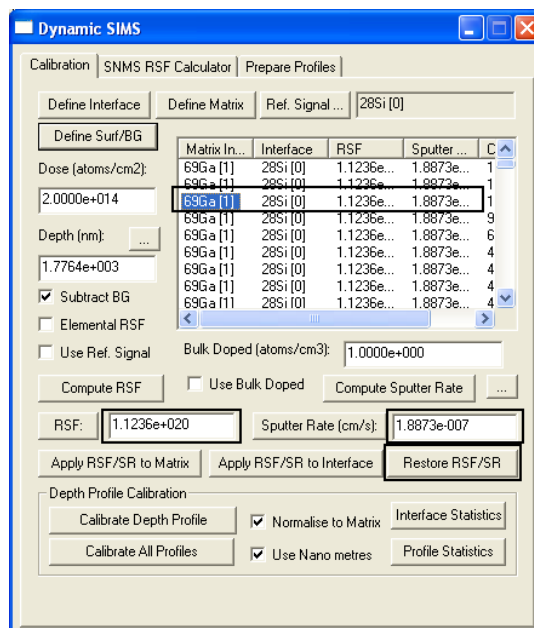 Dynamic SIMS
Calibration SNMS RSF Calculator Prepare Profiles
Define Interface Define Matrix Ref. Signal ... 28Si [0]
Define Surf/BG
Matrix In... Interface RSF Sputter ... C
Dose (atoms/cm2): 69Ga [1] 28Si [0] 1.1236e... 1.8873e... 1
69Ga [1] 28Si [0] 1.1236e... 1.8873e... 1
2.0000e+014 69Ga [1] 28Si [0] 1.1236e... 1.8873e... 1
69Ga [1] 28Si [0] 1.1236e... 1.8873e... 9
Depth (nm): ... 69Ga [1] 28Si [0] 1.1236e... 1.8873e... 6
69Ga [1] 28Si [0] 1.1236e... 1.8873e... 4
1.7764e+003 69Ga [1] 28Si [0] 1.1236e... 1.8873e... 4
69Ga [1] 28Si [0] 1.1236e... 1.8873e... 4
Subtract BG 69Ga [1] 28Si [0] 1.1236e... 1.8873e... 4
Elemental RSF
Use Ref. Signal Bulk Doped (atoms/cm3): 1.0000e+000
Compute RSF Use Bulk Doped Compute Sputter Rate ...
RSF: 1.1236e+020 Sputter Rate (cm/s): 1.8873e-007
Apply RSF/SR to Matrix Apply RSF/SR to Interface Restore RSF/SR
Depth Profile Calibration
Calibrate Depth Profile Normalise to Matrix Interface Statistics
Calibrate All Profiles Use Nano metres Profile Statistics